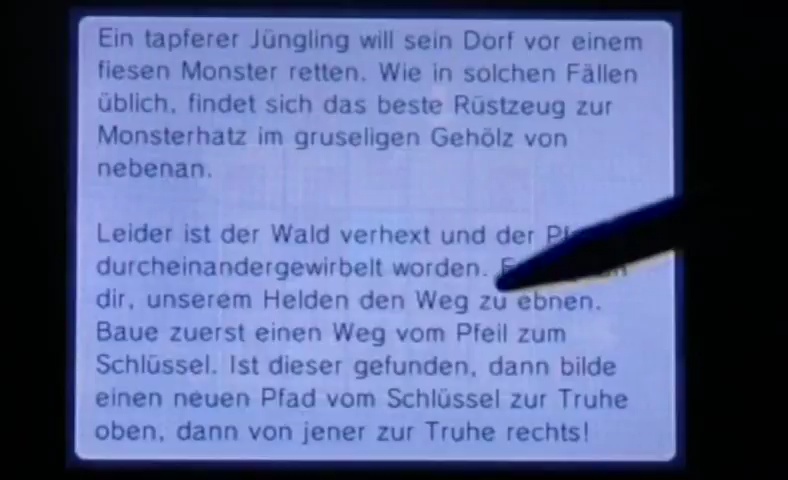 Ein tapferer Jüngling will sein Dorf vor einem
fiesen Monster retten. Wie in solchen Fällen
üblich, findet sich das beste Rüstzeug zur
Monsterhatz im gruseligen Gehölz von
nebenan.
Leider ist der Wald verhext und der
durcheinandergewirbelt worden.
dir, unserem Helden den Weg zu ebnen.
Baue zuerst einen Weg vom Pfeil zum
Schlüssel. Ist dieser gefunden, dann bilde
einen neuen Pfad vom Schlüssel zur Truhe
oben, dann von jener zur Truhe rechts!